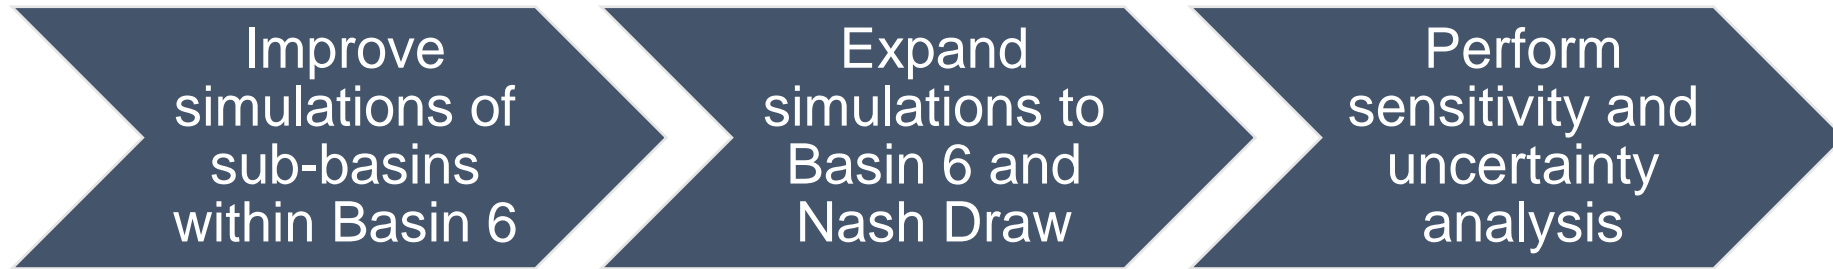 Improve
simulations of
sub-basins
within Basin 6
Expand
simulations to
Basin 6 and
Nash Draw
Perform
sensitivity and
uncertainty
analysis